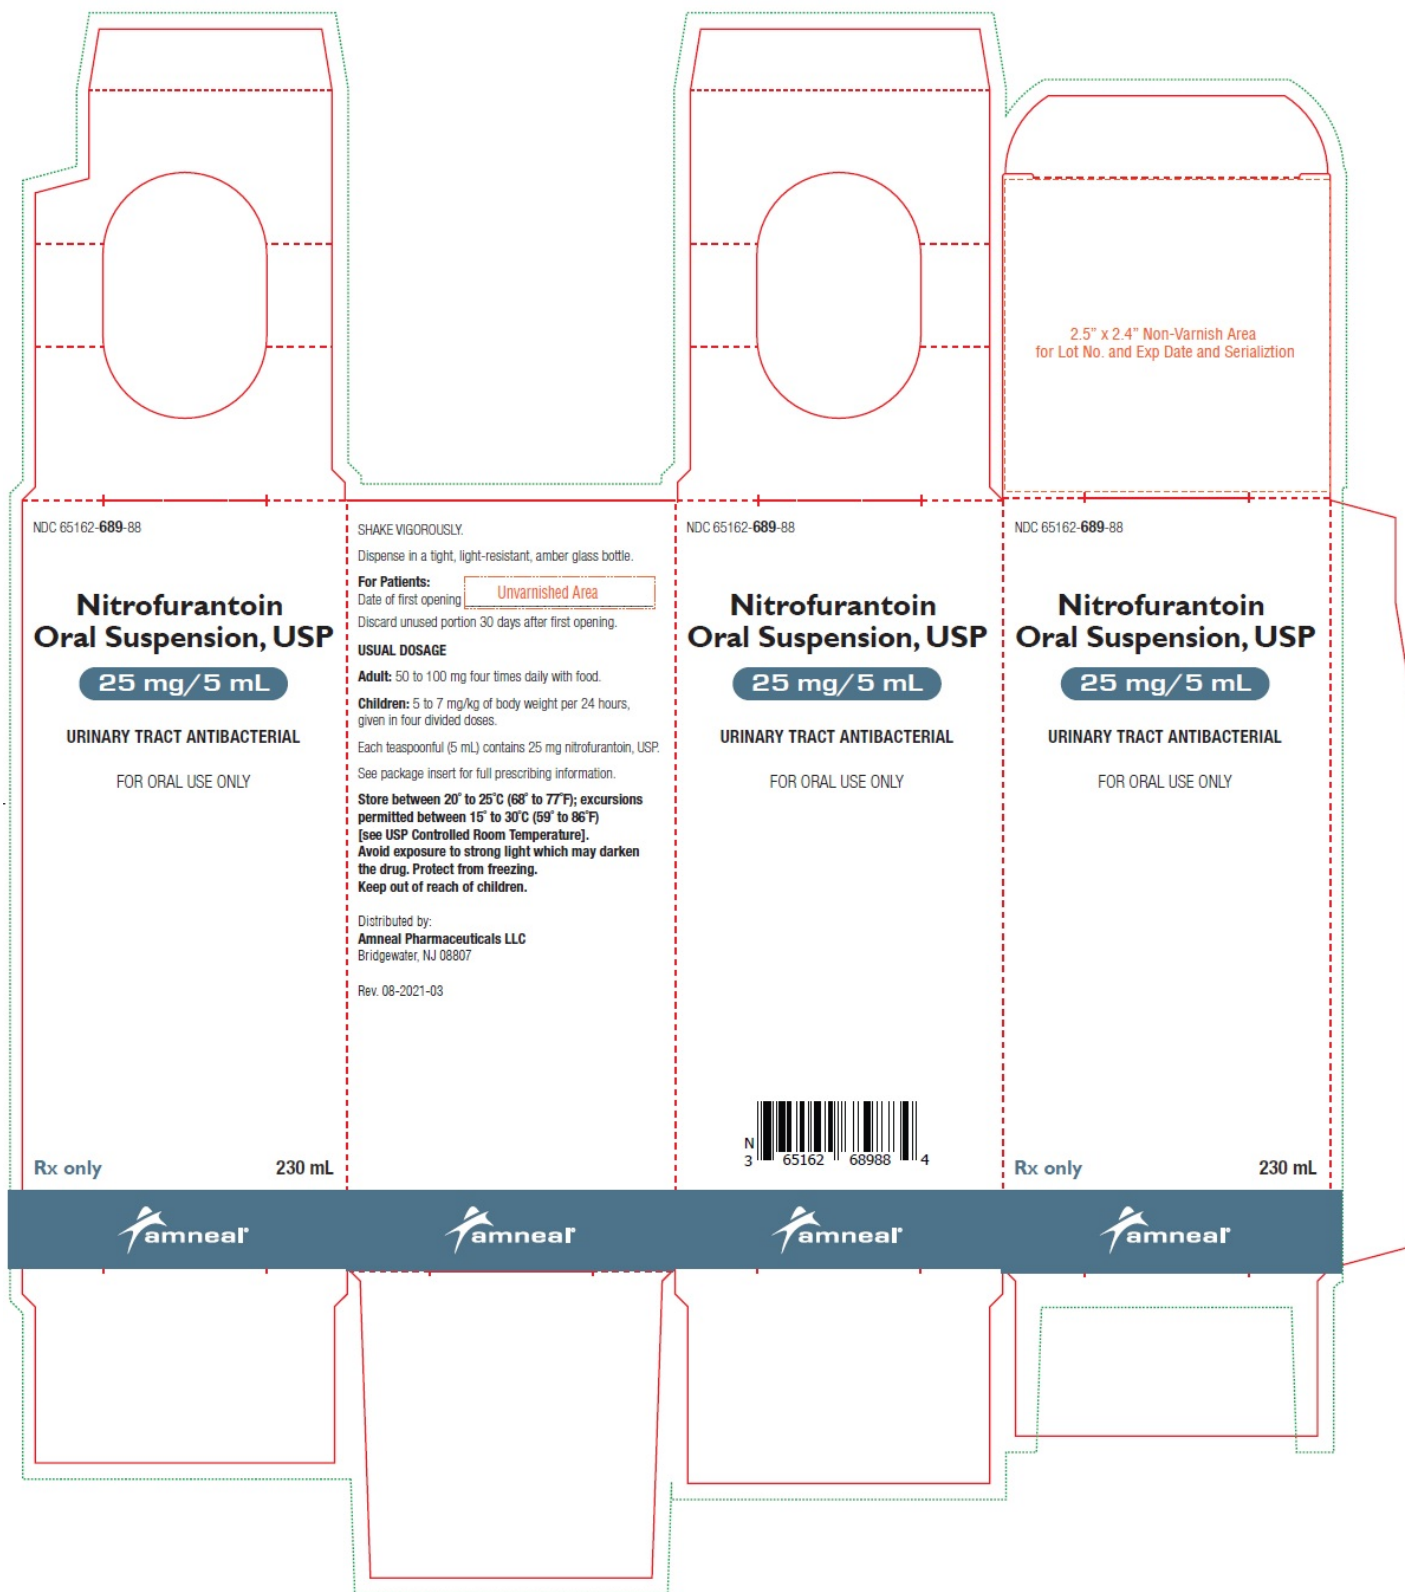 2.5” x 2.4” Non-Varnish Area
for Lot No. and Exp Date and Serializtion
NDC 65162-689-88
Nitrofurantoin
Oral Suspension, USP
25 mg/5 mL
URINARY TRACT ANTIBACTERIAL
FOR ORAL USE ONLY
Rx only
230 mL
amneal®
SHAKE VIGOROUSLY.
Dispense in a tight, light-resistant, amber glass bottle.
For Patients:
Date of first opening
Unvarnished Area
Discard unused portion 30 days after first opening.
USUAL DOSAGE
Adult: 50 to 100 mg four times daily with food.
Children: 5 to 7 mg/kg of body weight per 24 hours,
given in four divided doses.
Each teaspoonful (5 mL) contains 25 mg nitrofurantoin, USP.
See package insert for full prescribing information.
Store between 20° to 25°C (68° to 77°F); excursions
permitted between 15° to 30°C (59° to 86°F)
[see USP Controlled Room Temperature].
Avoid exposure to strong light which may darken
the drug. Protect from freezing.
Keep out of reach of children.
Distributed by:
Amneal Pharmaceuticals LLC
Bridgewater, NJ 08807
Rev. 08-2021-03
amneal®
NDC 65162-689-88
Nitrofurantoin
Oral Suspension, USP
25 mg/5 mL
URINARY TRACT ANTIBACTERIAL
FOR ORAL USE ONLY
N
3 65162 68988 4
amneal®
NDC 65162-689-88
Nitrofurantoin
Oral Suspension, USP
25 mg/5 mL
URINARY TRACT ANTIBACTERIAL
FOR ORAL USE ONLY
Rx only
230 mL
amneal®